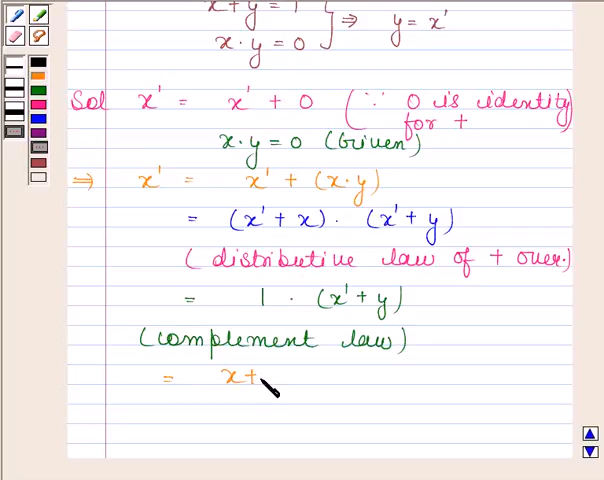 x + y = 1
x · y = 0 } ⇒ y = x'
Sol x' = x' + 0 (∵ 0 is identity
for +)
x · y = 0 (Given)
⇒ x' = x' + (x · y)
= (x' + x) · (x' + y)
(distributive law of + over ·)
= 1 · (x' + y)
(complement law)
= x +